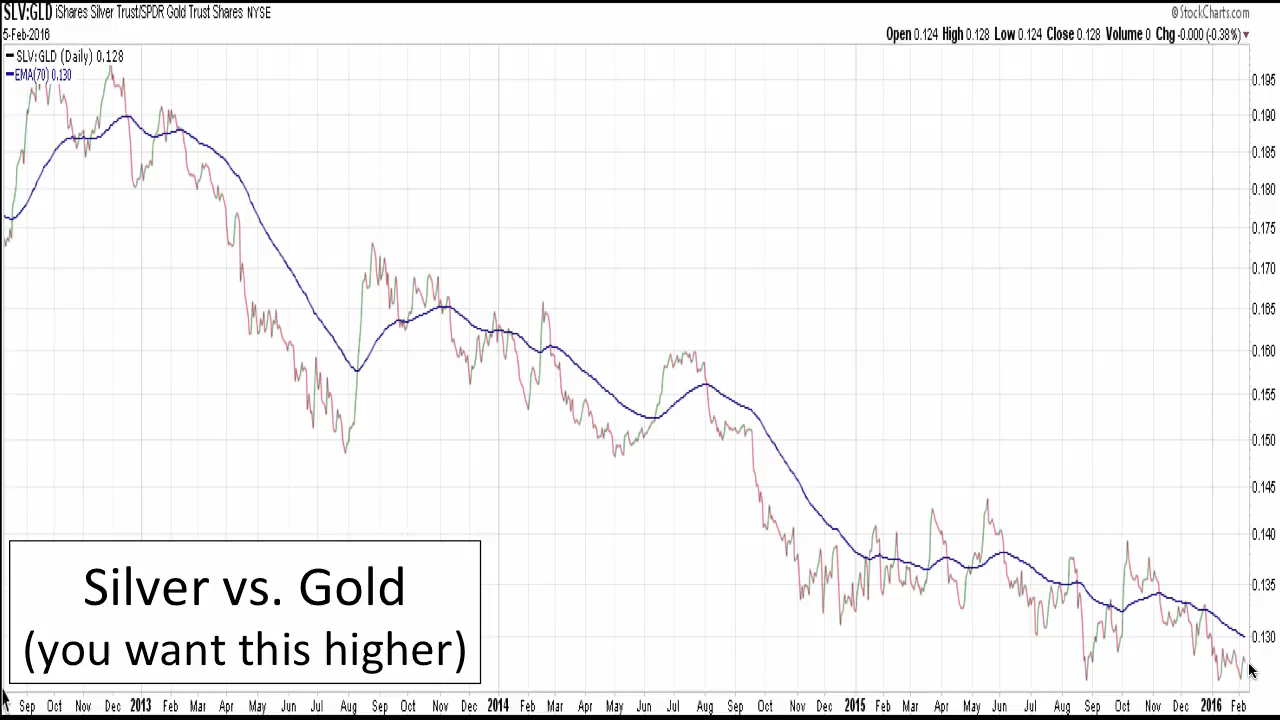 SLV:GLD iShares Silver Trust/SPDR Gold Trust Shares NYSE
© StockCharts.com
5-Feb-2016
Open 0.124 High 0.128 Low 0.124 Close 0.128 Volume 0 Chg -0.000 (-0.38%)
SLV:GLD (Daily) 0.128
EMA(70) 0.130
0.195
0.190
0.185
0.180
0.175
0.170
0.165
0.160
0.155
0.150
0.145
0.140
0.135
0.130
Silver vs. Gold
(you want this higher)
Sep Oct Nov Dec 2013 Feb Mar Apr May Jun Jul Aug Sep Oct Nov Dec 2014 Feb Mar Apr May Jun Jul Aug Sep Oct Nov Dec 2015 Feb Mar Apr May Jun Jul Aug Sep Oct Nov Dec 2016 Feb